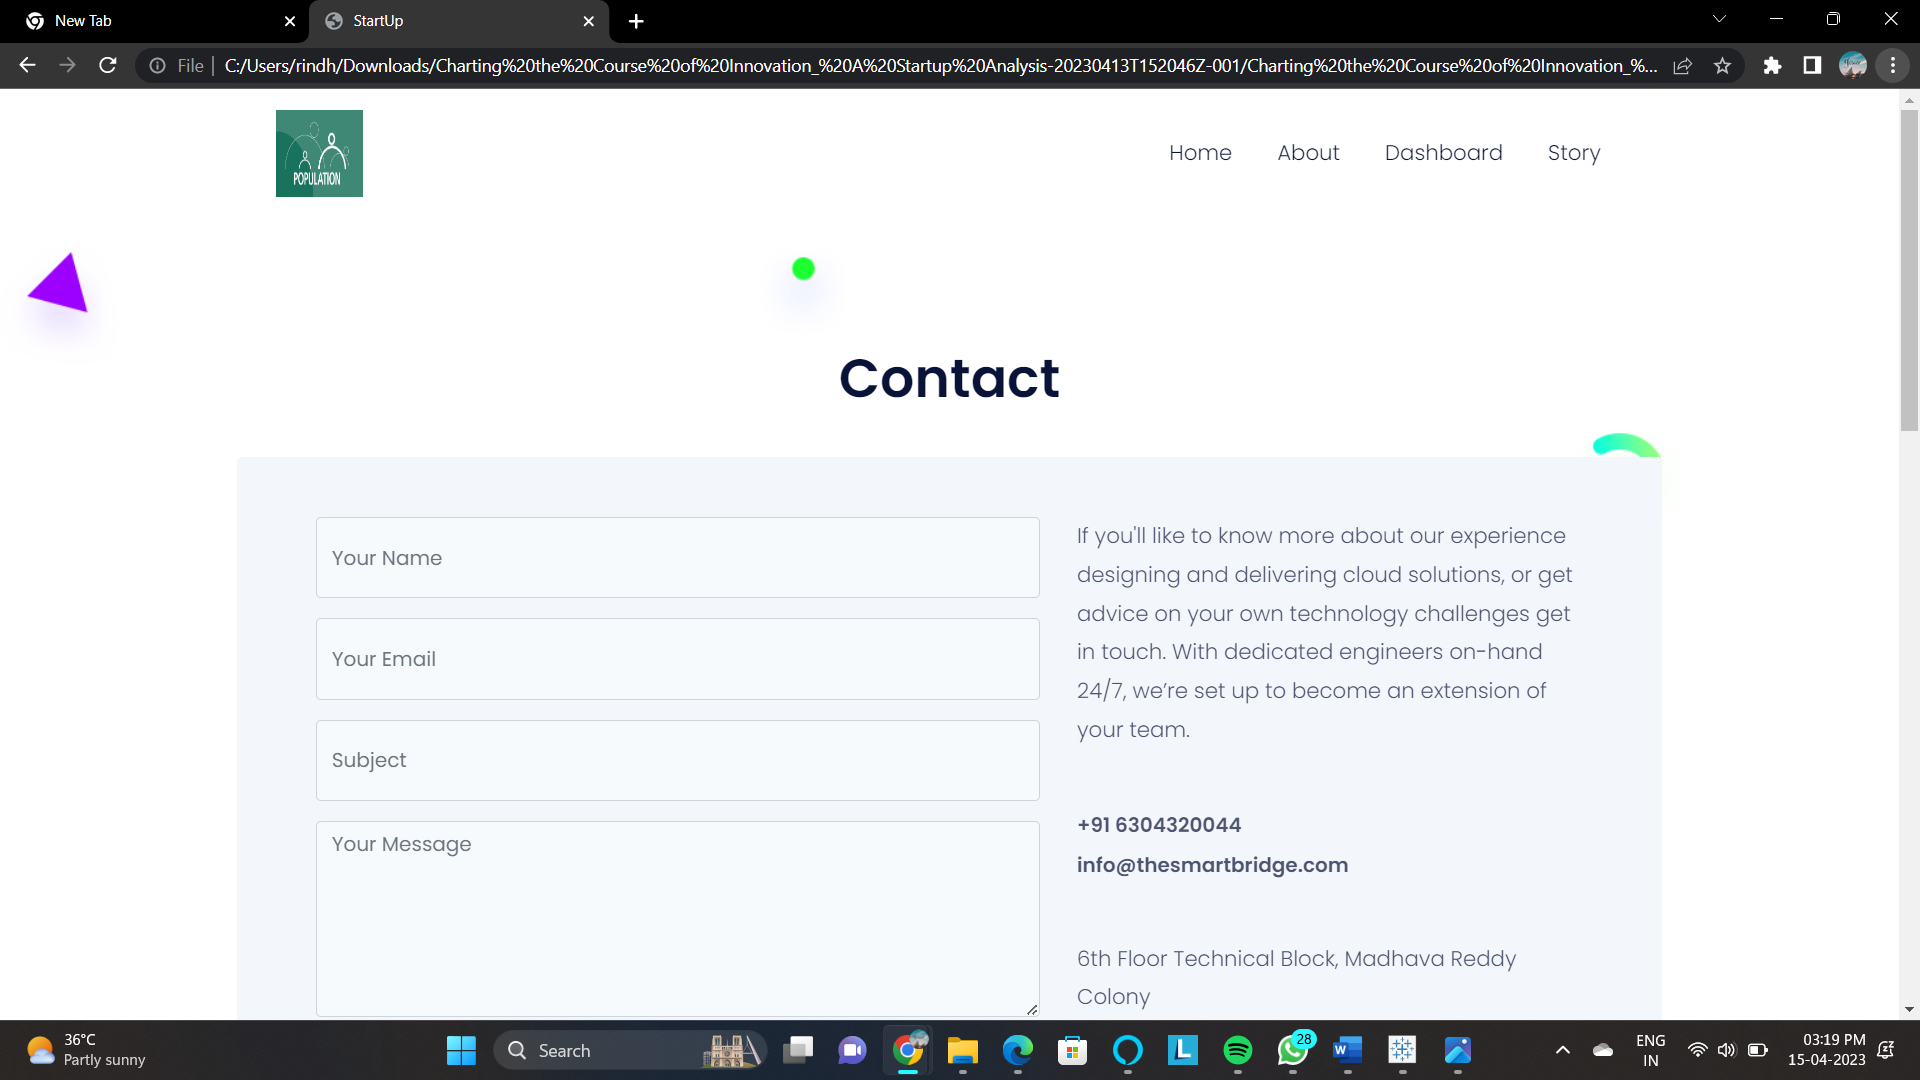 New Tab
StartUp
File
C:/Users/rindh/Downloads/Charting%20the%20Course%20of%20Innovation_%20A%20Startup%20Analysis-20230413T152046Z-001/Charting%20the%20Course%20of%20Innovation_%...
POPULATION
Home About Dashboard Story
Contact
Your Name
Your Email
Subject
Your Message
If you'll like to know more about our experience
designing and delivering cloud solutions, or get
advice on your own technology challenges get
in touch. With dedicated engineers on-hand
24/7, we’re set up to become an extension of
your team.
+91 6304320044
info@thesmartbridge.com
6th Floor Technical Block, Madhava Reddy
Colony
36°C
Partly sunny
Search
L
28
W
ENG
IN
03:19 PM
15-04-2023